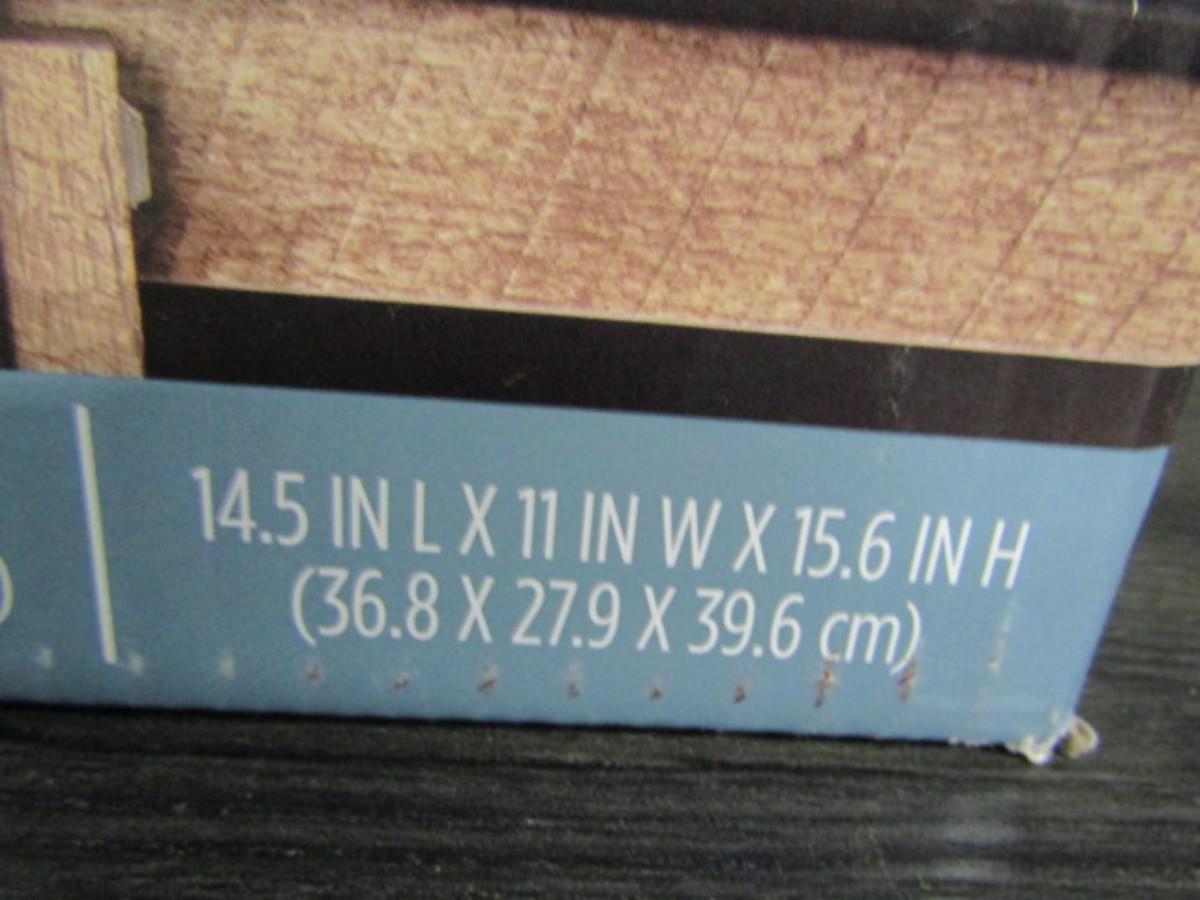 14.5 IN L X 11 IN W X 15.6 IN H
(36.8 X 27.9 X 39.6 cm)
)